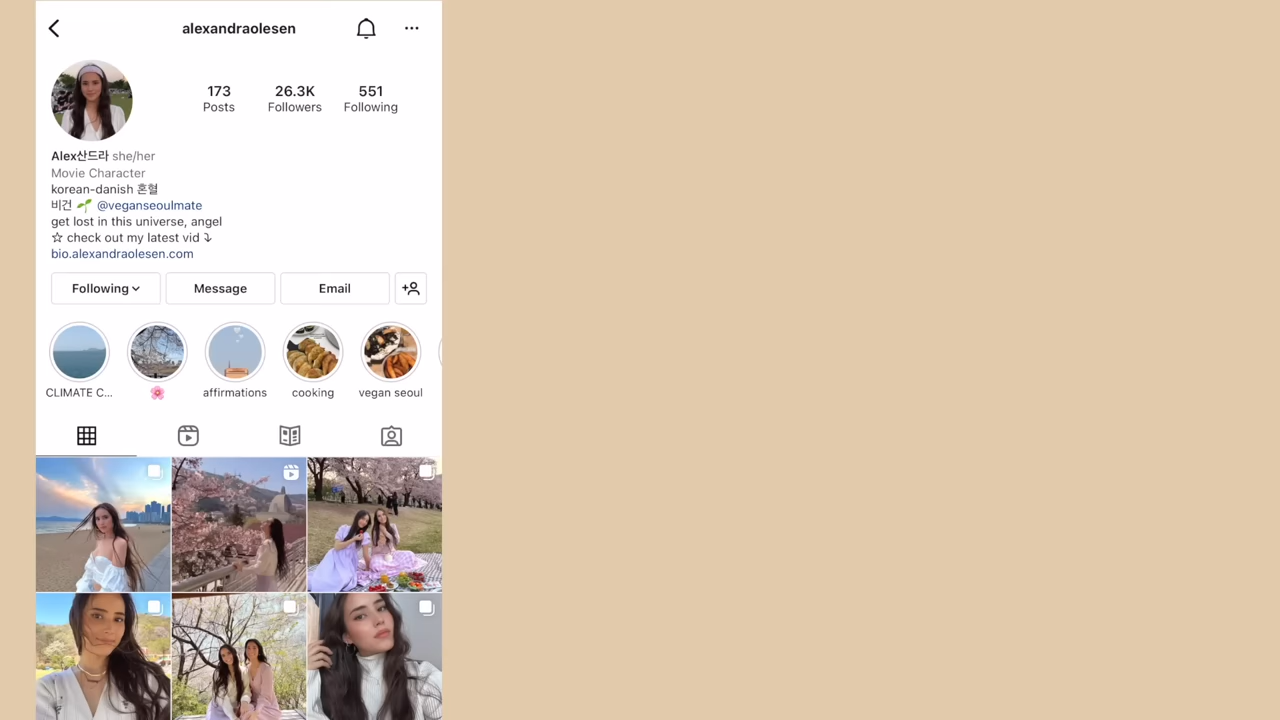 alexandraolesen
173
Posts
26.3K
Followers
551
Following
Alex산드라 she/her
Movie Character
korean-danish 혼혈
비건 🌱 @veganseoulmate
get lost in this universe, angel
☆ check out my latest vid ⤵
bio.alexandraolesen.com
Following
Message
Email
CLIMATE C...
🌸
affirmations
cooking
vegan seoul